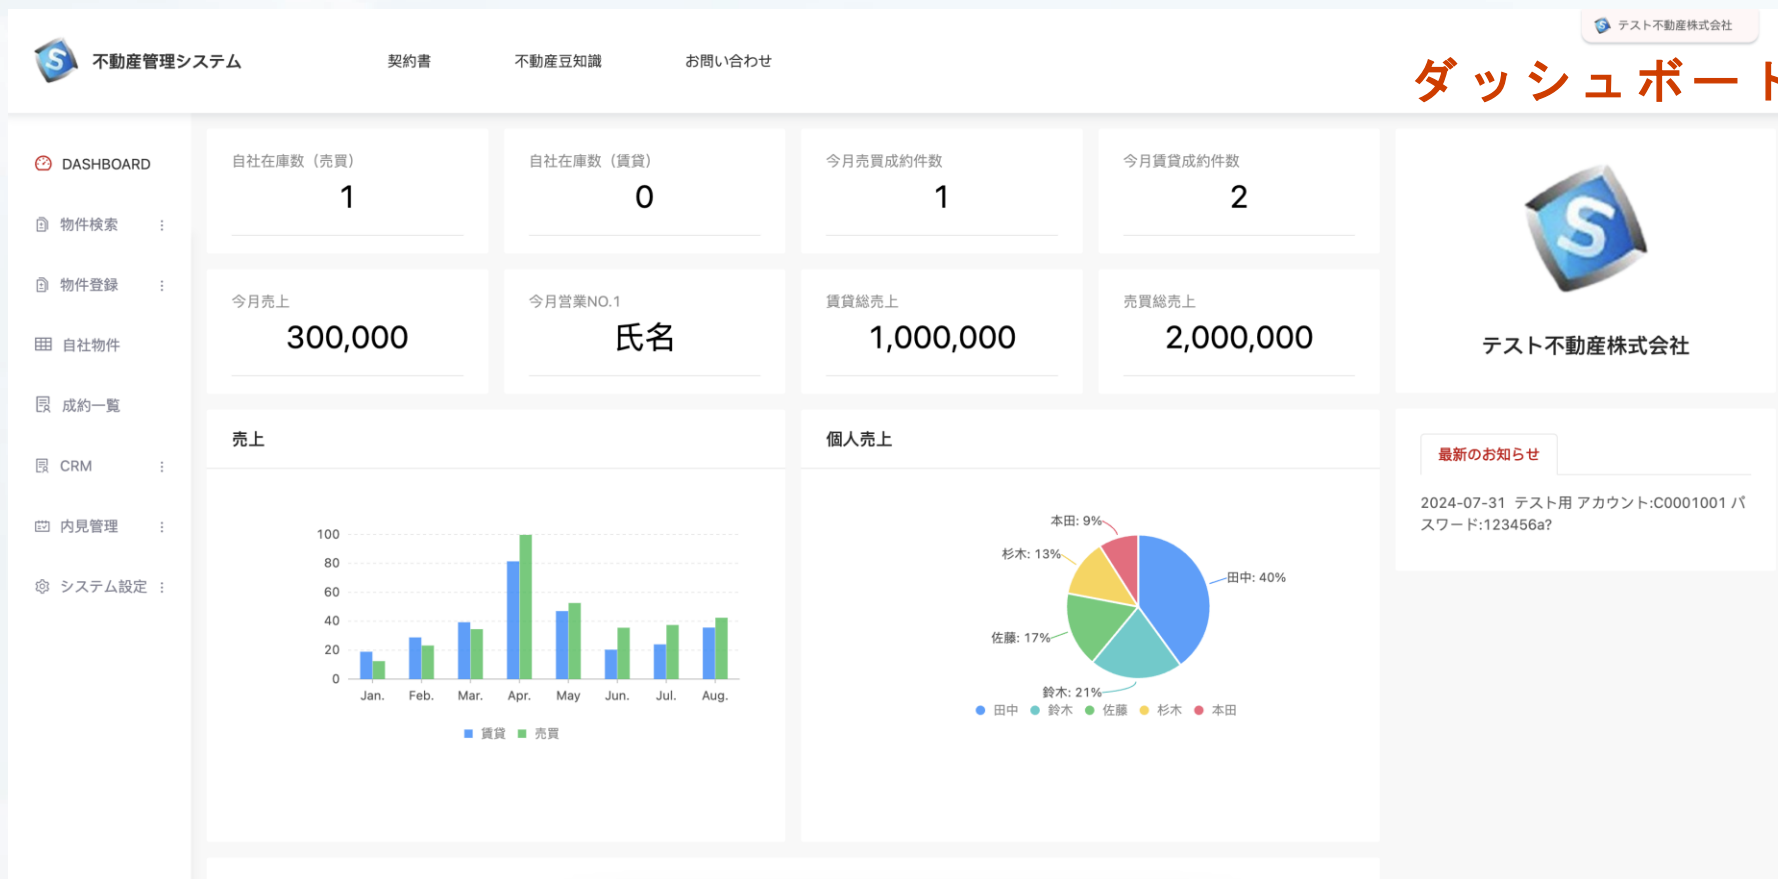 テスト不動産株式会社
不動産管理システム
契約書
不動産豆知識
お問い合わせ
ダッシュボード
DASHBOARD
物件検索
物件登録
自社物件
成約一覧
CRM
内見管理
システム設定
自社在庫数（売買）
1
自社在庫数（賃貸）
0
今月売買成約件数
1
今月賃貸成約件数
2
今月売上
300,000
今月営業NO.1
氏名
賃貸総売上
1,000,000
売買総売上
2,000,000
S
テスト不動産株式会社
売上
100
80
60
40
20
0
Jan. Feb. Mar. Apr. May Jun. Jul. Aug.
賃貸 売買
個人売上
本田: 9%
杉木: 13%
田中: 40%
佐藤: 17%
鈴木: 21%
田中 鈴木 佐藤 杉木 本田
最新のお知らせ
2024-07-31 テスト用 アカウント:C0001001 パ
スワード:123456a?